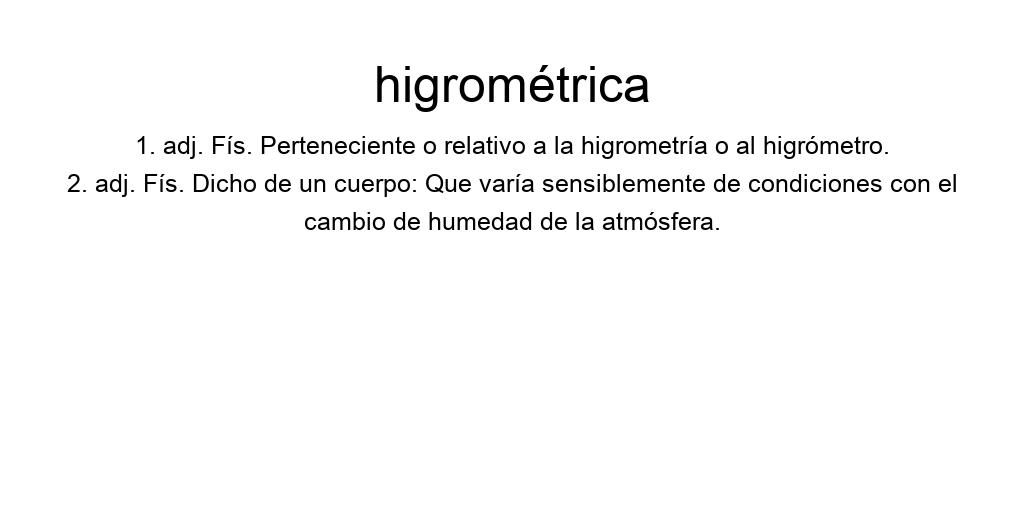 higrométrica
1. adj. Fís. Perteneciente o relativo a la higrometría o al higrómetro.
2. adj. Fís. Dicho de un cuerpo: Que varía sensiblemente de condiciones con el
cambio de humedad de la atmósfera.